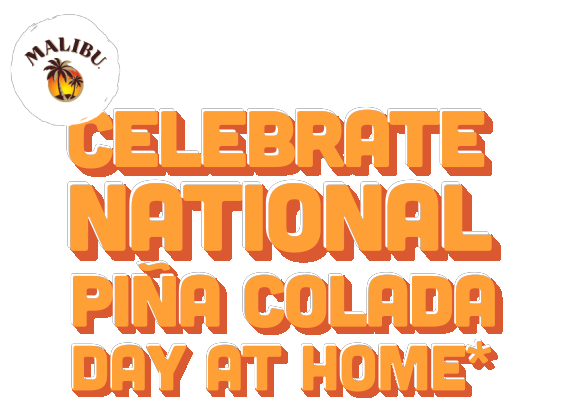 MALIBU
CELEBRATE
NATIONAL
PIÑA COLADA
DAY AT HOME*